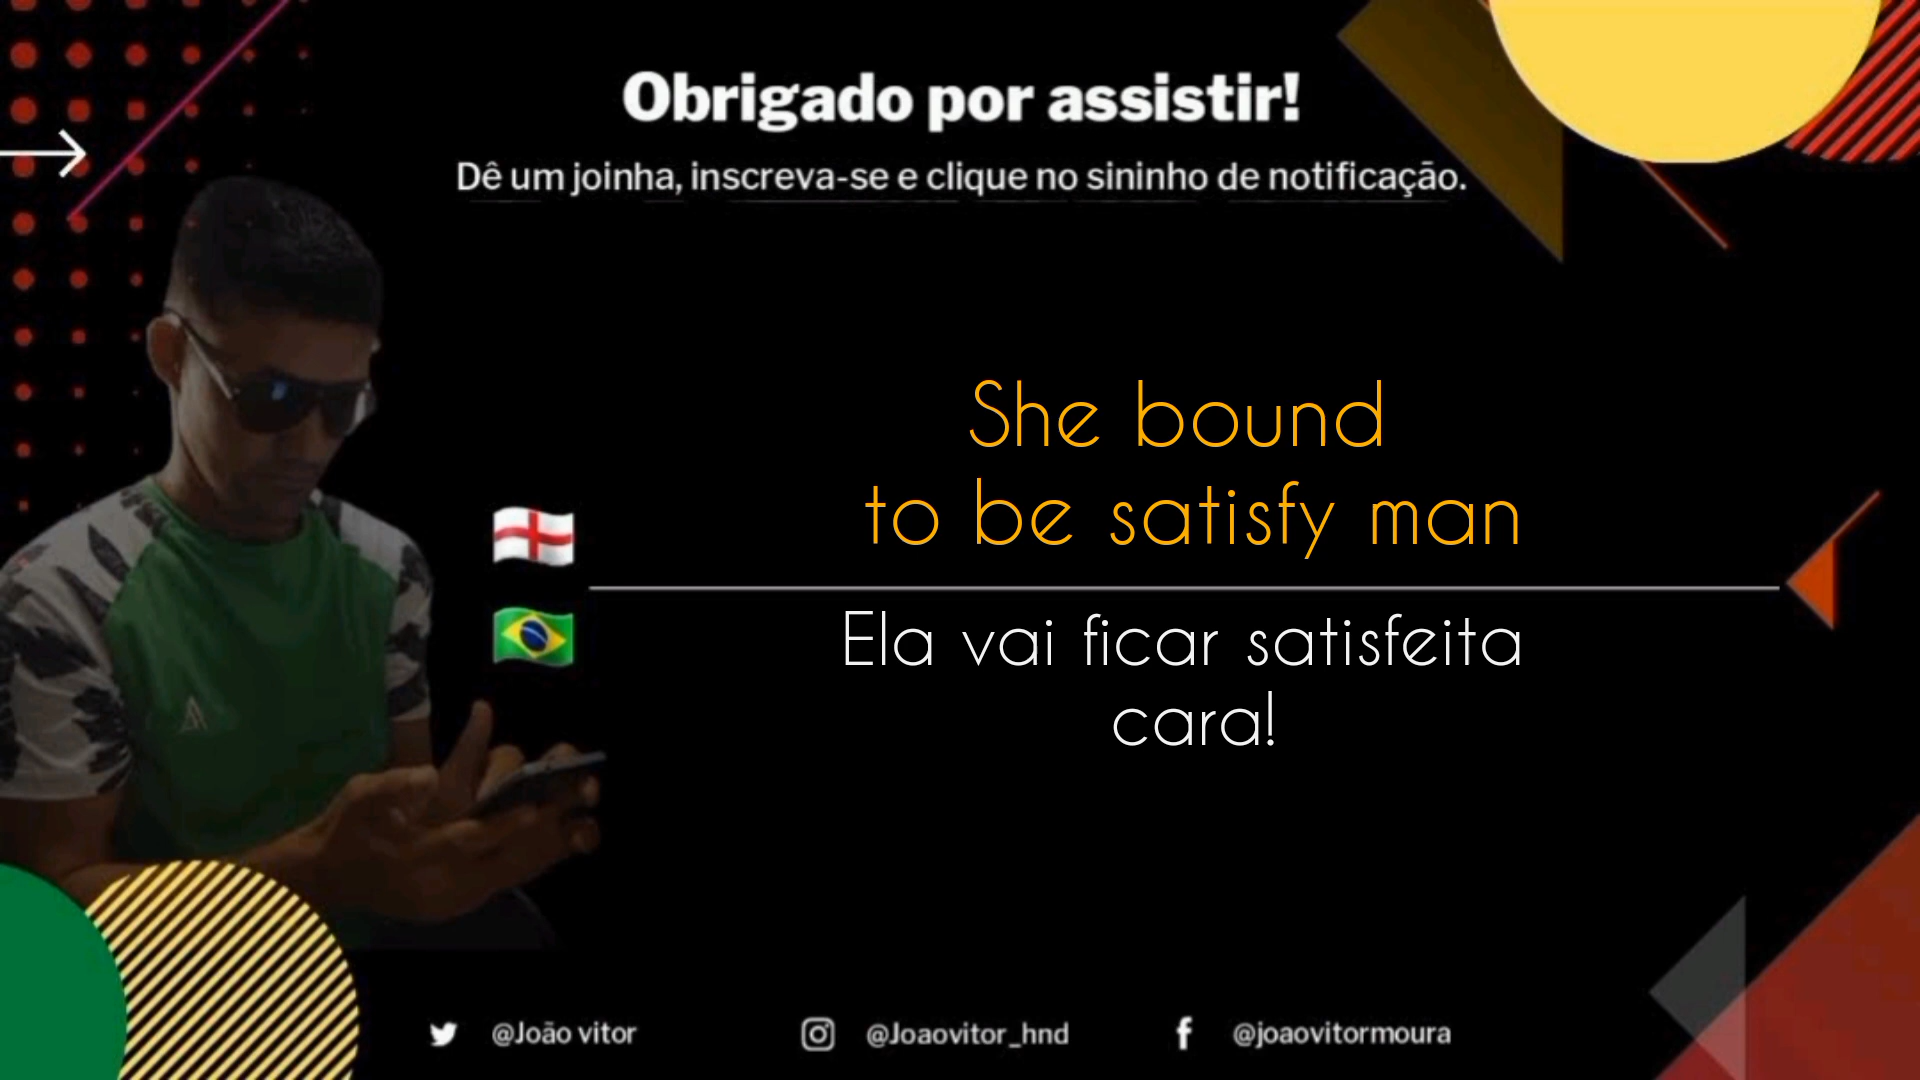 Obrigado por assistir!
Dê um joinha, inscreva-se e clique no sininho de notificação.
She bound
to be satisfy man
Ela vai ficar satisfeita
cara!
@João vitor
@Joaovitor_hnd
@joaovitormoura